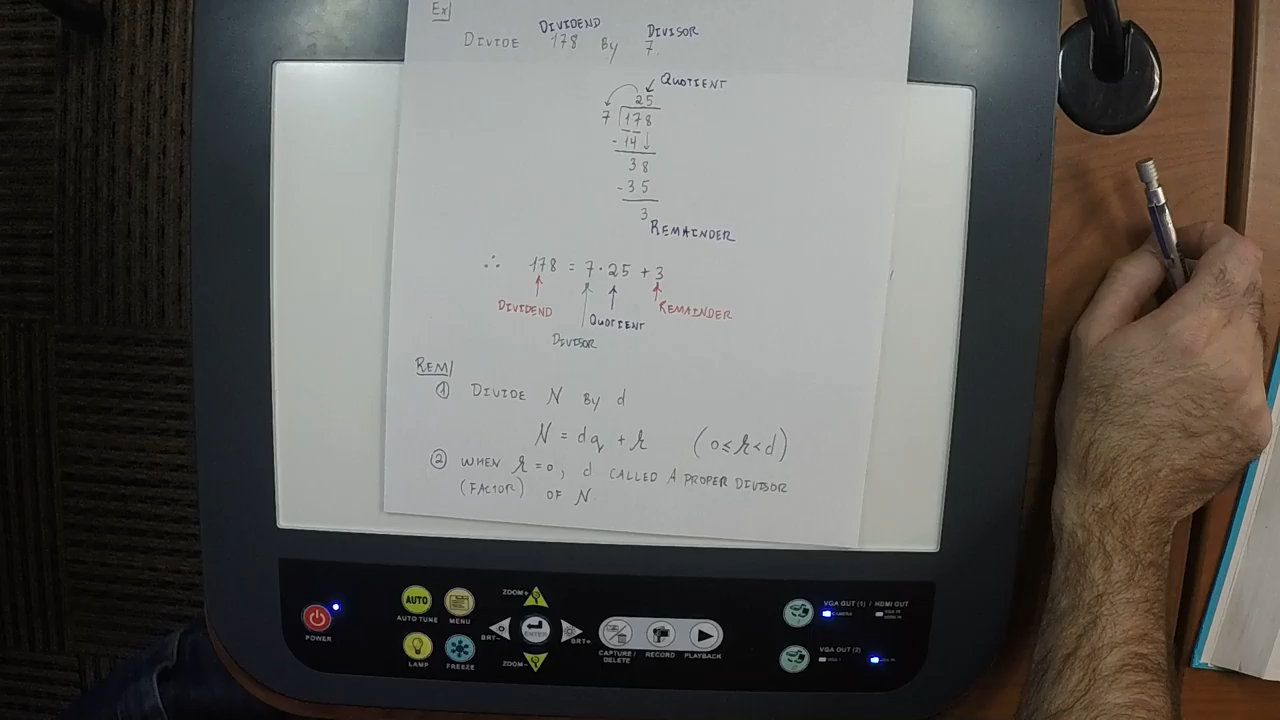 Ex
DIVIDEND
DIVISOR
DIVIDE 178 By 7.
QUOTIENT
25
7 178
- 14
38
- 35
3
REMAINDER
∴ 178 = 7 · 25 + 3
DIVIDEND
QUOTIENT
REMAINDER
DIVISOR
REM
① DIVIDE N By d
N = dq + r (0 ≤ r < d)
② WHEN r = 0, d CALLED A PROPER DIVISOR
(FACTOR) OF N.
POWER
AUTO
AUTO TUNE
MENU
LAMP
FREEZE
ZOOM+
BRT-
ENTER
BRT+
ZOOM-
CAPTURE/
DELETE
RECORD
PLAYBACK
VGA OUT (1) / HDMI OUT
VGA OUT (2)